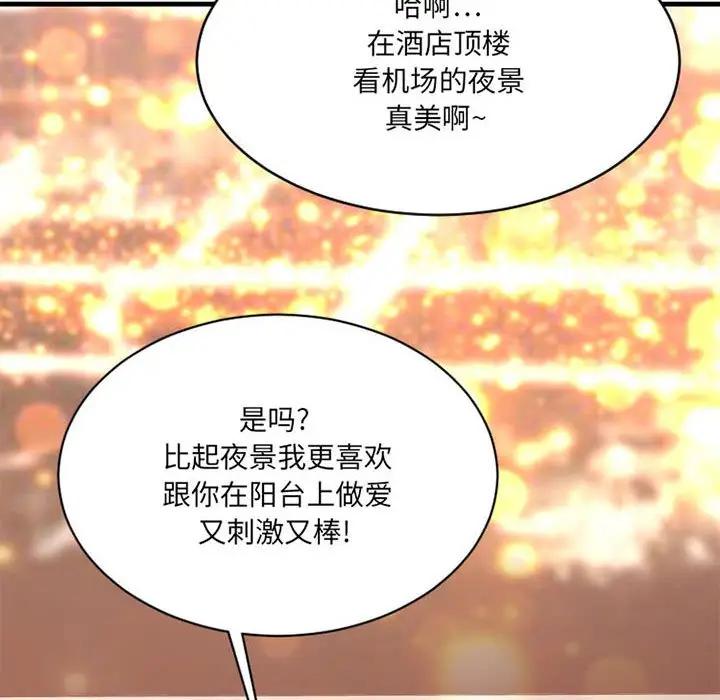 哈啊...
在酒店顶楼
看机场的夜景
真美啊~
是吗?
比起夜景我更喜欢
跟你在阳台上做爱
又刺激又棒!